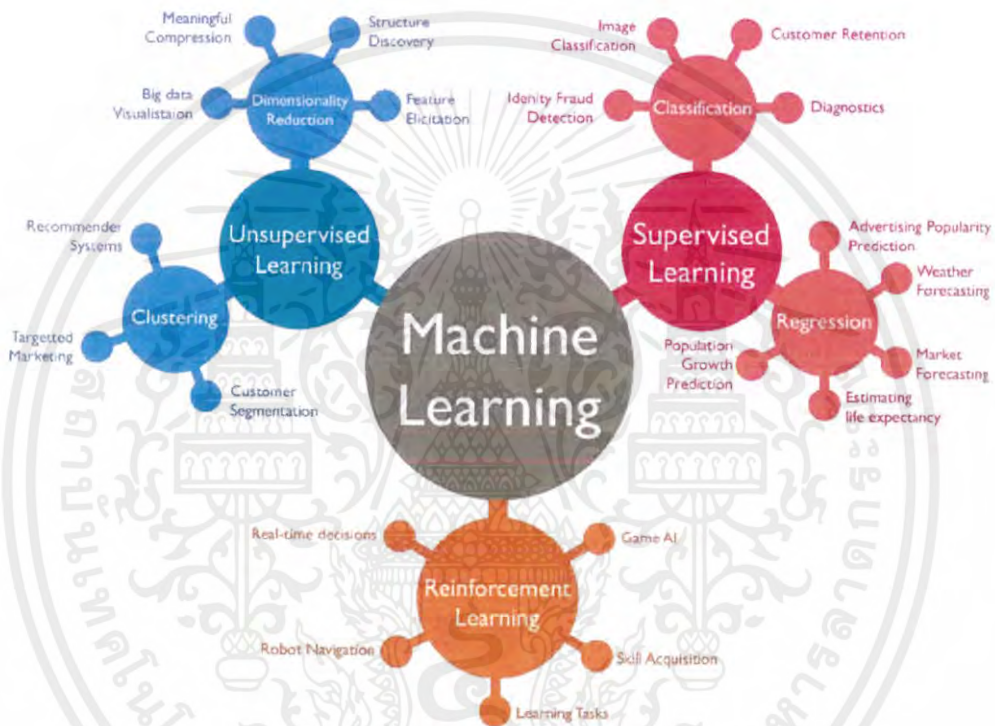 Meaningful
Compression
Structure
Discovery
Big data
Visualistaion
Dimensionality
Reduction
Feature
Elicitation
Image
Classification
Customer Retention
Idenity Fraud
Detection
Classification
Diagnostics
Recommender
Systems
Unsupervised
Learning
Clustering
Targetted
Marketing
Customer
Segmentation
Supervised
Learning
Advertising Popularity
Prediction
Weather
Forecasting
Regression
Population
Growth
Prediction
Market
Forecasting
Estimating
life expectancy
Machine
Learning
Real-time decisions
Game AI
Reinforcement
Learning
Robot Navigation
Skill Acquisition
Learning Tasks